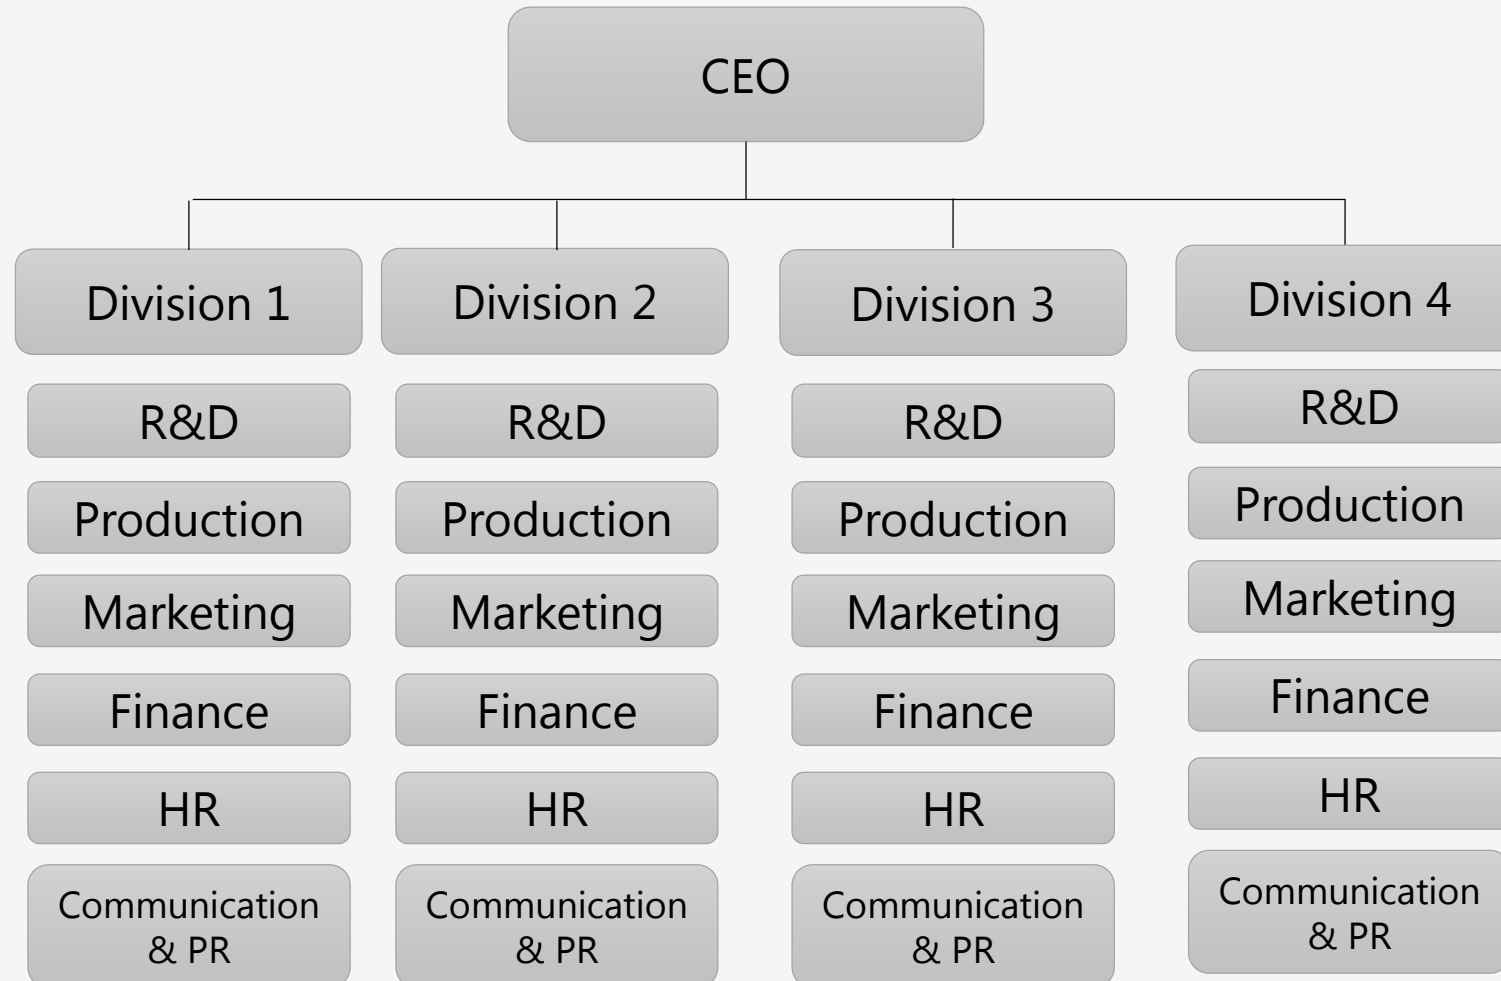 CEO
Division 1
R&D
Production
Marketing
Finance
HR
Communication
& PR
Division 2
R&D
Production
Marketing
Finance
HR
Communication
& PR
Division 3
R&D
Production
Marketing
Finance
HR
Communication
& PR
Division 4
R&D
Production
Marketing
Finance
HR
Communication
& PR